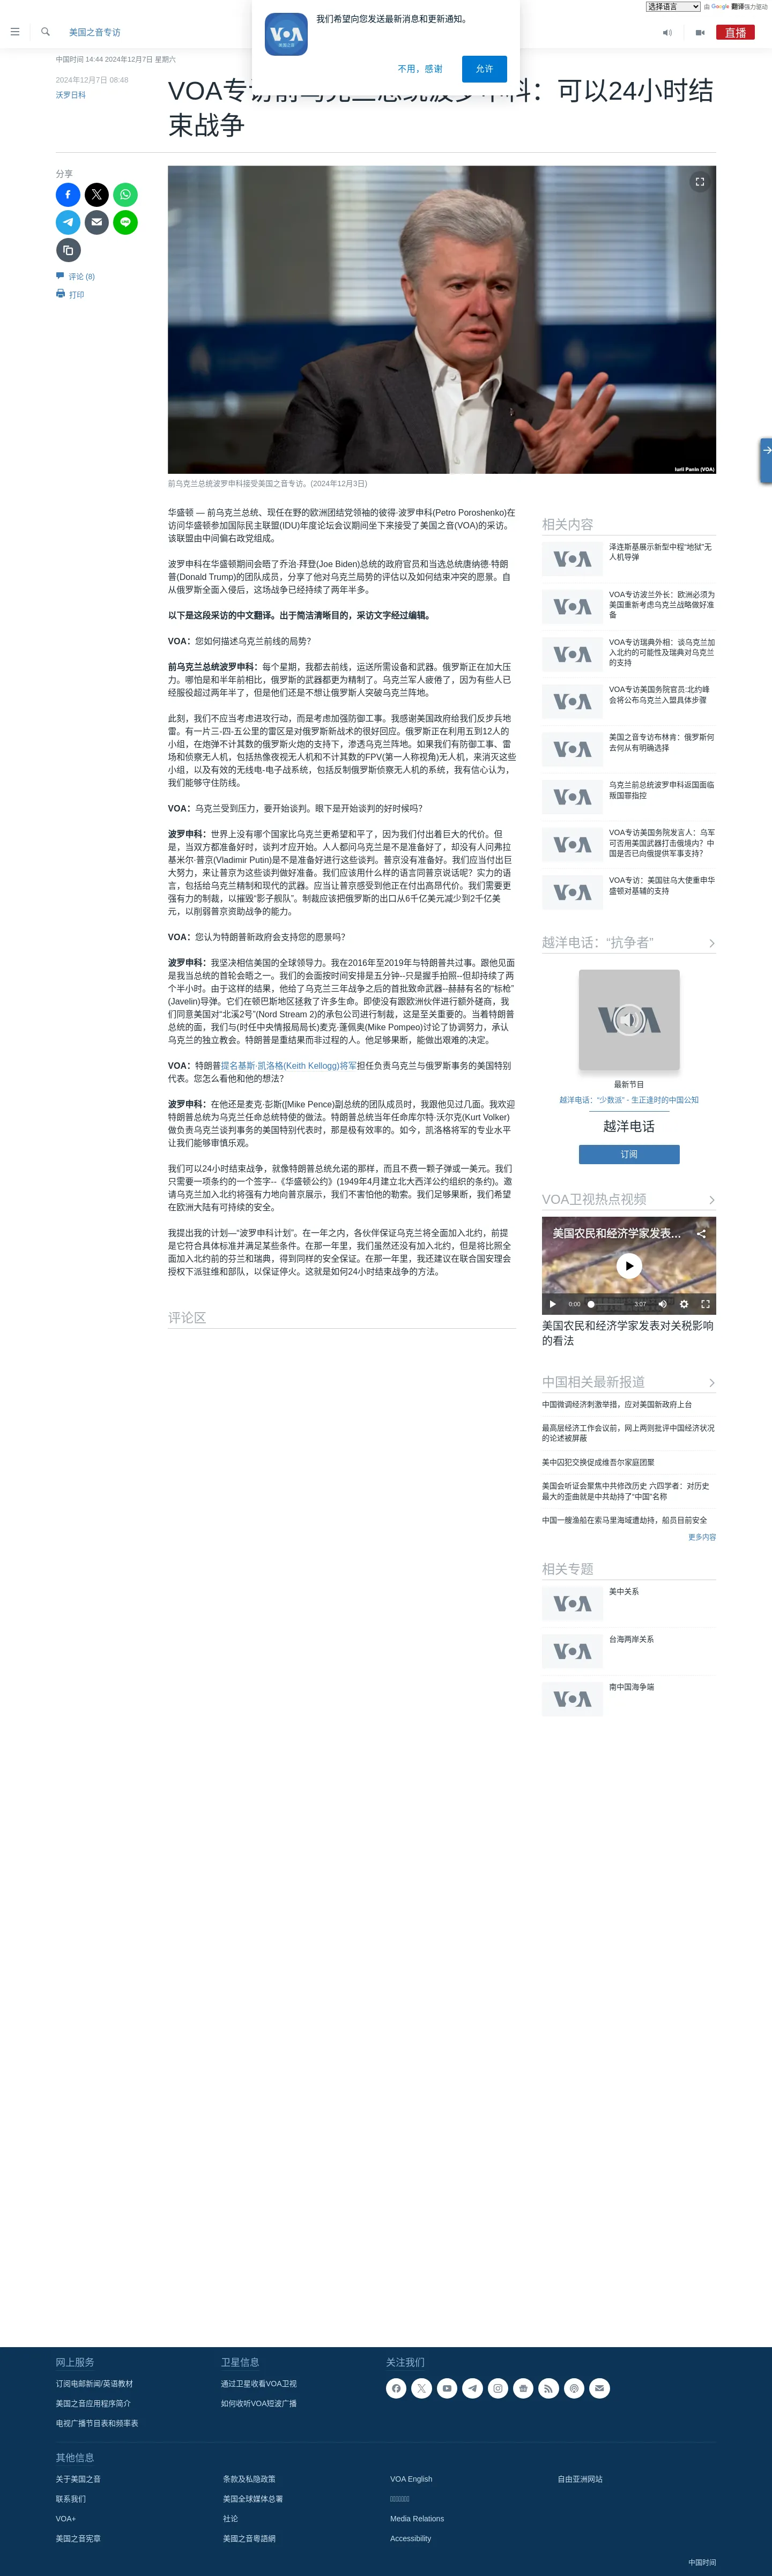 选择语言 由 Google 翻译强力驱动
美国之音专访
直播
VOA
美国之音
我们希望向您发送最新消息和更新通知。
不用，感谢
允许
中国时间 14:44 2024年12月7日 星期六
2024年12月7日 08:48
沃罗日科
VOA专访前乌克兰总统波罗申科：可以24小时结
束战争
分享
评论 (8)
打印
Iurii Panin (VOA)
前乌克兰总统波罗申科接受美国之音专访。(2024年12月3日)
华盛顿 — 前乌克兰总统、现任在野的欧洲团结党领袖的彼得·波罗申科(Petro Poroshenko)在
访问华盛顿参加国际民主联盟(IDU)年度论坛会议期间坐下来接受了美国之音(VOA)的采访。
该联盟由中间偏右政党组成。
波罗申科在华盛顿期间会晤了乔治·拜登(Joe Biden)总统的政府官员和当选总统唐纳德·特朗
普(Donald Trump)的团队成员，分享了他对乌克兰局势的评估以及如何结束冲突的愿景。自
从俄罗斯全面入侵后，这场战争已经持续了两年半多。
以下是这段采访的中文翻译。出于简洁清晰目的，采访文字经过编辑。
VOA：您如何描述乌克兰前线的局势?
前乌克兰总统波罗申科：每个星期，我都去前线，运送所需设备和武器。俄罗斯正在加大压
力。哪怕是和半年前相比，俄罗斯的武器都更为精制了。乌克兰军人疲倦了，因为有些人已
经服役超过两年半了，但是他们还是不想让俄罗斯人突破乌克兰阵地。
此刻，我们不应当考虑进攻行动，而是考虑加强防御工事。我感谢美国政府给我们反步兵地
雷。有一片三-四-五公里的雷区是对俄罗斯新战术的很好回应。俄罗斯正在利用五到12人的
小组，在炮弹不计其数的俄罗斯火炮的支持下，渗透乌克兰阵地。如果我们有防御工事、雷
场和侦察无人机，包括热像夜视无人机和不计其数的FPV(第一人称视角)无人机，来消灭这些
小组，以及有效的无线电-电子战系统，包括反制俄罗斯侦察无人机的系统，我有信心认为，
我们能够守住防线。
VOA：乌克兰受到压力，要开始谈判。眼下是开始谈判的好时候吗?
波罗申科：世界上没有哪个国家比乌克兰更希望和平了，因为我们付出着巨大的代价。但
是，当双方都准备好时，谈判才应开始。人人都问乌克兰是不是准备好了，却没有人问弗拉
基米尔·普京(Vladimir Putin)是不是准备好进行这些谈判。普京没有准备好。我们应当付出巨
大努力，来让普京为这些谈判做好准备。我们应该用什么样的语言同普京说话呢? 实力的语
言，包括给乌克兰精制和现代的武器。应当让普京感受到他正在付出高昂代价。我们需要更
强有力的制裁，以摧毁"影子舰队"。制裁应该把俄罗斯的出口从6千亿美元减少到2千亿美
元，以削弱普京资助战争的能力。
VOA：您认为特朗普新政府会支持您的愿景吗?
波罗申科：我坚决相信美国的全球领导力。我在2016年至2019年与特朗普共过事。跟他见面
是我当总统的首轮会晤之一。我们的会面按时间安排是五分钟--只是握手拍照--但却持续了两
个半小时。由于这样的结果，他给了乌克兰三年战争之后的首批致命武器--赫赫有名的"标枪"
(Javelin)导弹。它们在顿巴斯地区拯救了许多生命。即使没有跟欧洲伙伴进行额外磋商，我
们同意美国对"北溪2号"(Nord Stream 2)的承包公司进行制裁，这是至关重要的。当着特朗普
总统的面，我们与(时任中央情报局局长)麦克·蓬佩奥(Mike Pompeo)讨论了协调努力，承认
乌克兰的独立教会。特朗普是重结果而非过程的人。他足够果断，能做出艰难的决定。
VOA：特朗普提名基斯·凯洛格(Keith Kellogg)将军担任负责乌克兰与俄罗斯事务的美国特别
代表。您怎么看他和他的想法?
波罗申科：在他还是麦克·彭斯([Mike Pence)副总统的团队成员时，我跟他见过几面。我欢迎
特朗普总统为乌克兰任命总统特使的做法。特朗普总统当年任命库尔特·沃尔克(Kurt Volker)
做负责乌克兰谈判事务的美国特别代表时，那是极有效率的。如今，凯洛格将军的专业水平
让我们能够审慎乐观。
我们可以24小时结束战争，就像特朗普总统允诺的那样，而且不费一颗子弹或一美元。我们
只需要一项条约的一个签字--《华盛顿公约》(1949年4月建立北大西洋公约组织的条约)。邀
请乌克兰加入北约将强有力地向普京展示，我们不害怕他的勒索。我们足够果断，我们希望
在欧洲大陆有可持续的安全。
我提出我的计划—“波罗申科计划”。在一年之内，各伙伴保证乌克兰将全面加入北约，前提
是它符合具体标准并满足某些条件。在那一年里，我们虽然还没有加入北约，但是将比照全
面加入北约前的芬兰和瑞典，得到同样的安全保证。在那一年里，我还建议在联合国安理会
授权下派驻维和部队，以保证停火。这就是如何24小时结束战争的方法。
评论区
相关内容
泽连斯基展示新型中程“地狱”无
人机导弹
VOA专访波兰外长：欧洲必须为
美国重新考虑乌克兰战略做好准
备
VOA专访瑞典外相：谈乌克兰加
入北约的可能性及瑞典对乌克兰
的支持
VOA专访美国务院官员:北约峰
会将公布乌克兰入盟具体步骤
美国之音专访布林肯：俄罗斯何
去何从有明确选择
乌克兰前总统波罗申科返国面临
叛国罪指控
VOA专访美国务院发言人：乌军
可否用美国武器打击俄境内？中
国是否已向俄提供军事支持？
VOA专访：美国驻乌大使重申华
盛顿对基辅的支持
越洋电话：“抗争者”
最新节目
越洋电话：“少数派” - 生正逢时的中国公知
越洋电话
订阅
VOA卫视热点视频
美国农民和经济学家发表…
0:00
3:07
美国农民和经济学家发表对关税影响
的看法
中国相关最新报道
中国微调经济刺激举措，应对美国新政府上台
最高层经济工作会议前，网上两则批评中国经济状况
的论述被屏蔽
美中囚犯交换促成维吾尔家庭团聚
美国会听证会聚焦中共修改历史 六四学者：对历史
最大的歪曲就是中共劫持了“中国”名称
中国一艘渔船在索马里海域遭劫持，船员目前安全
更多内容
相关专题
美中关系
台海两岸关系
南中国海争端
网上服务
订阅电邮新闻/英语教材
美国之音应用程序简介
电视广播节目表和频率表
卫星信息
通过卫星收看VOA卫视
如何收听VOA短波广播
关注我们
其他信息
关于美国之音
联系我们
VOA+
美国之音宪章
条款及私隐政策
美国全球媒体总署
社论
美國之音粵語網
VOA English
Media Relations
Accessibility
自由亚洲网站
中国时间